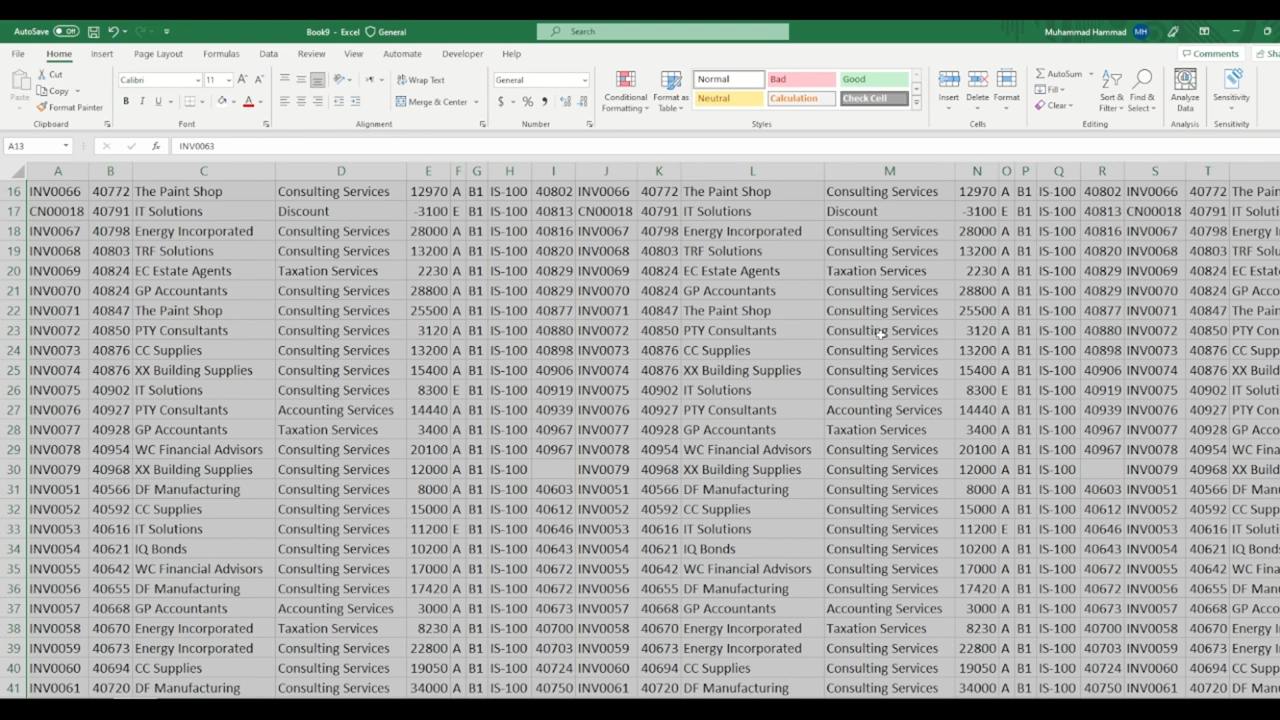 AutoSave Off Book9 - Excel General Search Muhammad Hammad MH
File Home Insert Page Layout Formulas Data Review View Automate Developer Help Comments Sha
Paste Cut Copy Format Painter Clipboard
Calibri 11 A A B I U A Font
Wrap Text Merge & Center Alignment
General $ % Number
Conditional Formatting Format as Table Normal Bad Good Neutral Calculation Check Cell Styles
Insert Delete Format Cells
AutoSum Fill Clear Sort & Filter Find & Select Editing
Analyze Data Analysis Sensitivity Sensitivity
A13 fx INV0063
A B C D E F G H I J K L M N O P Q R S T
16 INV0066 40772 The Paint Shop Consulting Services 12970 A B1 IS-100 40802 INV0066 40772 The Paint Shop Consulting Services 12970 A B1 IS-100 40802 INV0066 40772 The Pain
17 CN00018 40791 IT Solutions Discount -3100 E B1 IS-100 40813 CN00018 40791 IT Solutions Discount -3100 E B1 IS-100 40813 CN00018 40791 IT Soluti
18 INV0067 40798 Energy Incorporated Consulting Services 28000 A B1 IS-100 40816 INV0067 40798 Energy Incorporated Consulting Services 28000 A B1 IS-100 40816 INV0067 40798 Energy I
19 INV0068 40803 TRF Solutions Consulting Services 13200 A B1 IS-100 40820 INV0068 40803 TRF Solutions Consulting Services 13200 A B1 IS-100 40820 INV0068 40803 TRF Solu
20 INV0069 40824 EC Estate Agents Taxation Services 2230 A B1 IS-100 40829 INV0069 40824 EC Estate Agents Taxation Services 2230 A B1 IS-100 40829 INV0069 40824 EC Estate
21 INV0070 40824 GP Accountants Consulting Services 28800 A B1 IS-100 40829 INV0070 40824 GP Accountants Consulting Services 28800 A B1 IS-100 40829 INV0070 40824 GP Acco
22 INV0071 40847 The Paint Shop Consulting Services 25500 A B1 IS-100 40877 INV0071 40847 The Paint Shop Consulting Services 25500 A B1 IS-100 40877 INV0071 40847 The Pain
23 INV0072 40850 PTY Consultants Consulting Services 3120 A B1 IS-100 40880 INV0072 40850 PTY Consultants Consulting Services 3120 A B1 IS-100 40880 INV0072 40850 PTY Con
24 INV0073 40876 CC Supplies Consulting Services 13200 A B1 IS-100 40898 INV0073 40876 CC Supplies Consulting Services 13200 A B1 IS-100 40898 INV0073 40876 CC Suppl
25 INV0074 40876 XX Building Supplies Consulting Services 15400 A B1 IS-100 40906 INV0074 40876 XX Building Supplies Consulting Services 15400 A B1 IS-100 40906 INV0074 40876 XX Build
26 INV0075 40902 IT Solutions Consulting Services 8300 E B1 IS-100 40919 INV0075 40902 IT Solutions Consulting Services 8300 E B1 IS-100 40919 INV0075 40902 IT Soluti
27 INV0076 40927 PTY Consultants Accounting Services 14440 A B1 IS-100 40939 INV0076 40927 PTY Consultants Accounting Services 14440 A B1 IS-100 40939 INV0076 40927 PTY Con
28 INV0077 40928 GP Accountants Taxation Services 3400 A B1 IS-100 40967 INV0077 40928 GP Accountants Taxation Services 3400 A B1 IS-100 40967 INV0077 40928 GP Acco
29 INV0078 40954 WC Financial Advisors Consulting Services 20100 A B1 IS-100 40967 INV0078 40954 WC Financial Advisors Consulting Services 20100 A B1 IS-100 40967 INV0078 40954 WC Fina
30 INV0079 40968 XX Building Supplies Consulting Services 12000 A B1 IS-100 INV0079 40968 XX Building Supplies Consulting Services 12000 A B1 IS-100 INV0079 40968 XX Build
31 INV0051 40566 DF Manufacturing Consulting Services 8000 A B1 IS-100 40603 INV0051 40566 DF Manufacturing Consulting Services 8000 A B1 IS-100 40603 INV0051 40566 DF Manu
32 INV0052 40592 CC Supplies Consulting Services 15000 A B1 IS-100 40612 INV0052 40592 CC Supplies Consulting Services 15000 A B1 IS-100 40612 INV0052 40592 CC Suppl
33 INV0053 40616 IT Solutions Consulting Services 11200 E B1 IS-100 40646 INV0053 40616 IT Solutions Consulting Services 11200 E B1 IS-100 40646 INV0053 40616 IT Soluti
34 INV0054 40621 IQ Bonds Consulting Services 10200 A B1 IS-100 40643 INV0054 40621 IQ Bonds Consulting Services 10200 A B1 IS-100 40643 INV0054 40621 IQ Bonds
35 INV0055 40642 WC Financial Advisors Consulting Services 17000 A B1 IS-100 40672 INV0055 40642 WC Financial Advisors Consulting Services 17000 A B1 IS-100 40672 INV0055 40642 WC Fina
36 INV0056 40655 DF Manufacturing Consulting Services 17420 A B1 IS-100 40672 INV0056 40655 DF Manufacturing Consulting Services 17420 A B1 IS-100 40672 INV0056 40655 DF Manu
37 INV0057 40668 GP Accountants Accounting Services 3000 A B1 IS-100 40673 INV0057 40668 GP Accountants Accounting Services 3000 A B1 IS-100 40673 INV0057 40668 GP Acco
38 INV0058 40670 Energy Incorporated Taxation Services 8230 A B1 IS-100 40700 INV0058 40670 Energy Incorporated Taxation Services 8230 A B1 IS-100 40700 INV0058 40670 Energy I
39 INV0059 40673 Energy Incorporated Consulting Services 22800 A B1 IS-100 40703 INV0059 40673 Energy Incorporated Consulting Services 22800 A B1 IS-100 40703 INV0059 40673 Energy I
40 INV0060 40694 CC Supplies Consulting Services 19050 A B1 IS-100 40724 INV0060 40694 CC Supplies Consulting Services 19050 A B1 IS-100 40724 INV0060 40694 CC Suppl
41 INV0061 40720 DF Manufacturing Consulting Services 34000 A B1 IS-100 40750 INV0061 40720 DF Manufacturing Consulting Services 34000 A B1 IS-100 40750 INV0061 40720 DF Manu